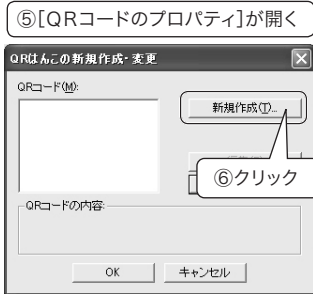 ⑤[QRコードのプロパティ]が開く
QRはんこの新規作成・変更
QRコード(M):
新規作成(T)...
⑥クリック
QRコードの内容:
OK
キャンセル